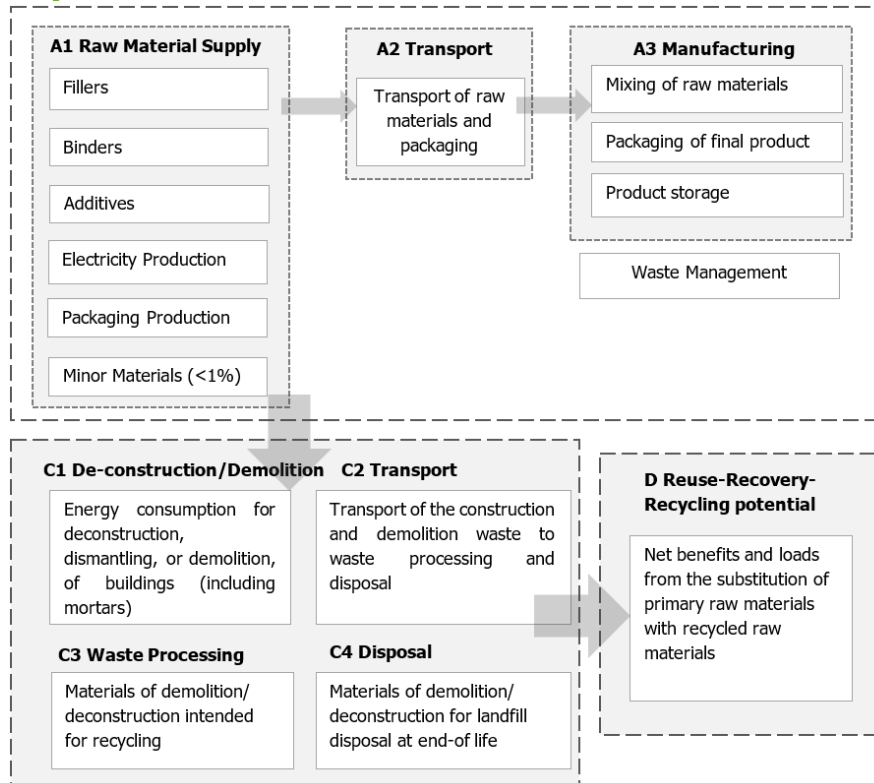 A1 Raw Material Supply
Fillers
Binders
Additives
Electricity Production
Packaging Production
Minor Materials (<1%)
A2 Transport
Transport of raw
materials and
packaging
A3 Manufacturing
Mixing of raw materials
Packaging of final product
Product storage
Waste Management
C1 De-construction/Demolition
Energy consumption for
deconstruction,
dismantling, or demolition,
of buildings (including
mortars)
C2 Transport
Transport of the construction
and demolition waste to
waste processing and
disposal
C3 Waste Processing
Materials of demolition/
deconstruction intended
for recycling
C4 Disposal
Materials of demolition/
deconstruction for landfill
disposal at end-of life
D Reuse-Recovery-
Recycling potential
Net benefits and loads
from the substitution of
primary raw materials
with recycled raw
materials